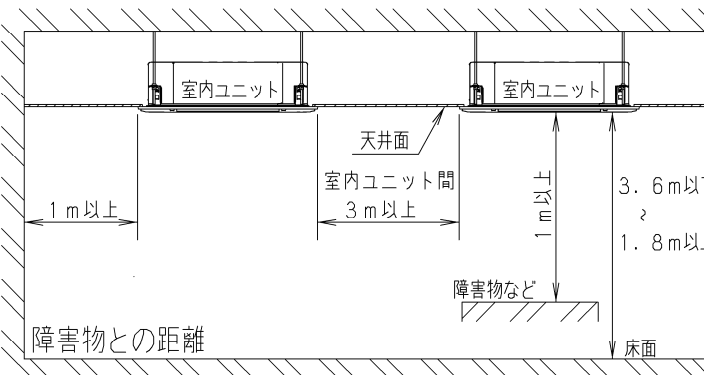 室内ユニット
室内ユニット
天井面
室内ユニット間
3m以上
1m以上
1m以上
3.6m以
~
1.8m以
障害物など
障害物との距離
床面